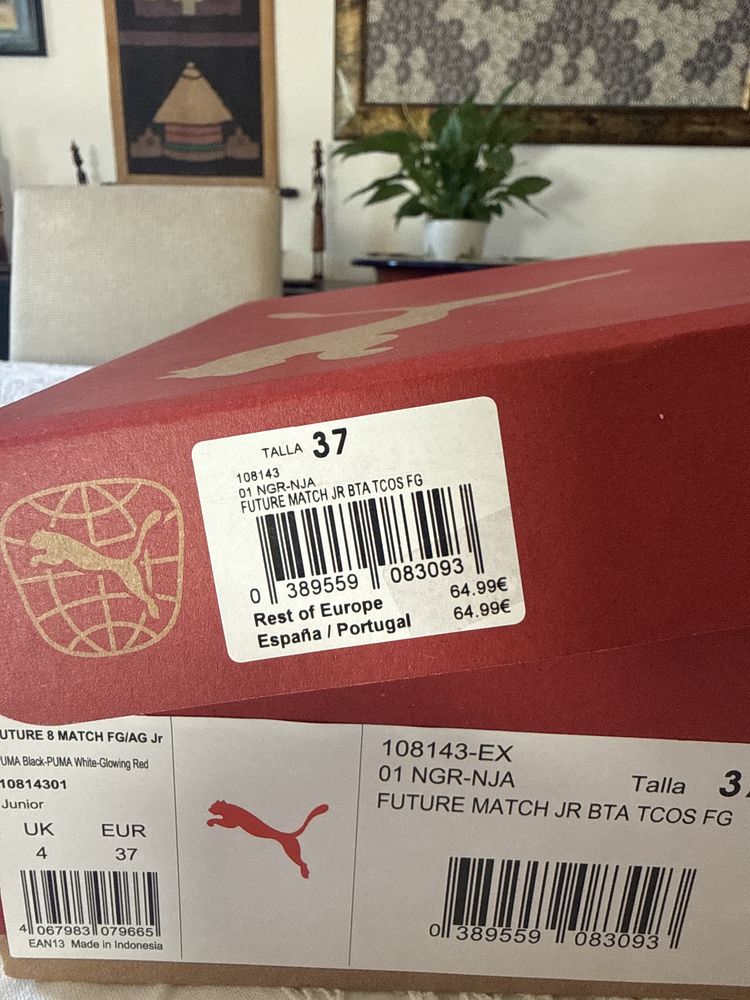 TALLA 37
108143
01 NGR-NJA
FUTURE MATCH JR BTA TCOS FG
0 389559 083093
Rest of Europe 64.99€
España / Portugal 64.99€
UTURE 8 MATCH FG/AG Jr
UMA Black-PUMA White-Glowing Red
10814301
Junior
UK EUR
4 37
4 067983 079665
EAN13 Made in Indonesia
108143-EX
01 NGR-NJA Talla 3
FUTURE MATCH JR BTA TCOS FG
0 389559 083093